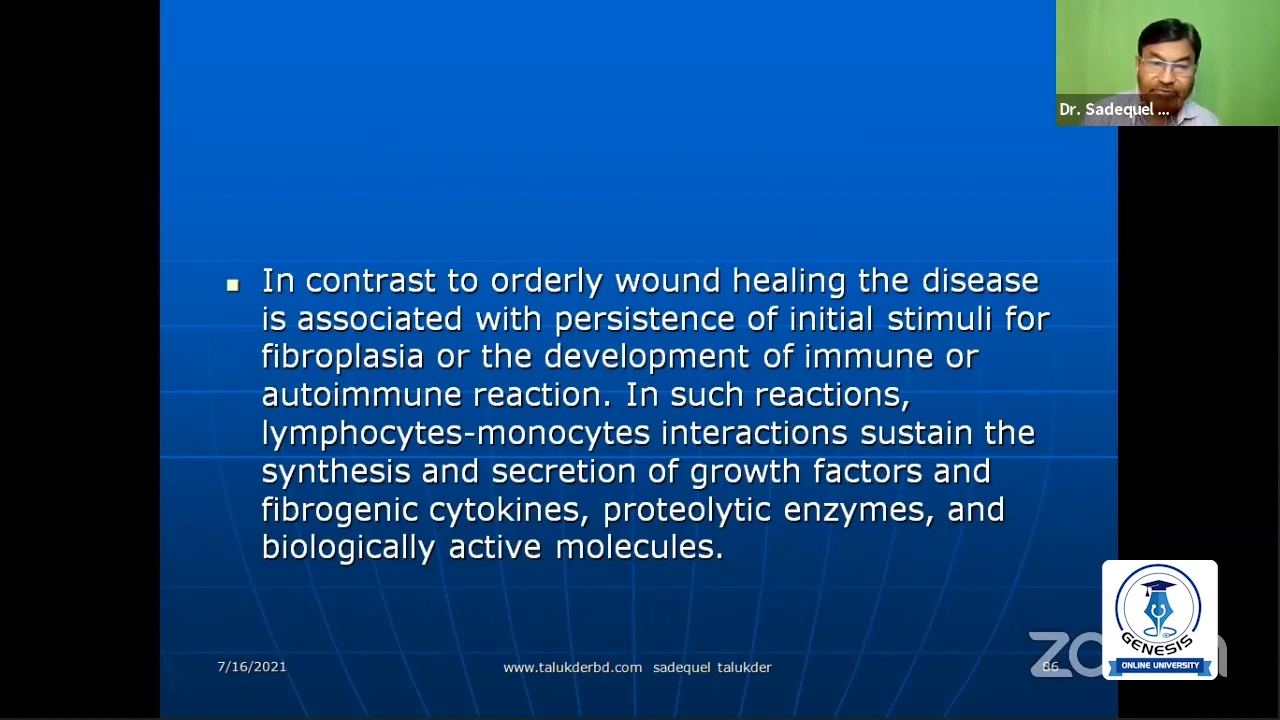 Dr. Sadequel ...
In contrast to orderly wound healing the disease
is associated with persistence of initial stimuli for
fibroplasia or the development of immune or
autoimmune reaction. In such reactions,
lymphocytes-monocytes interactions sustain the
synthesis and secretion of growth factors and
fibrogenic cytokines, proteolytic enzymes, and
biologically active molecules.
7/16/2021
www.talukderbd.com sadequel talukder
86
GENESIS
ONLINE UNIVERSITY